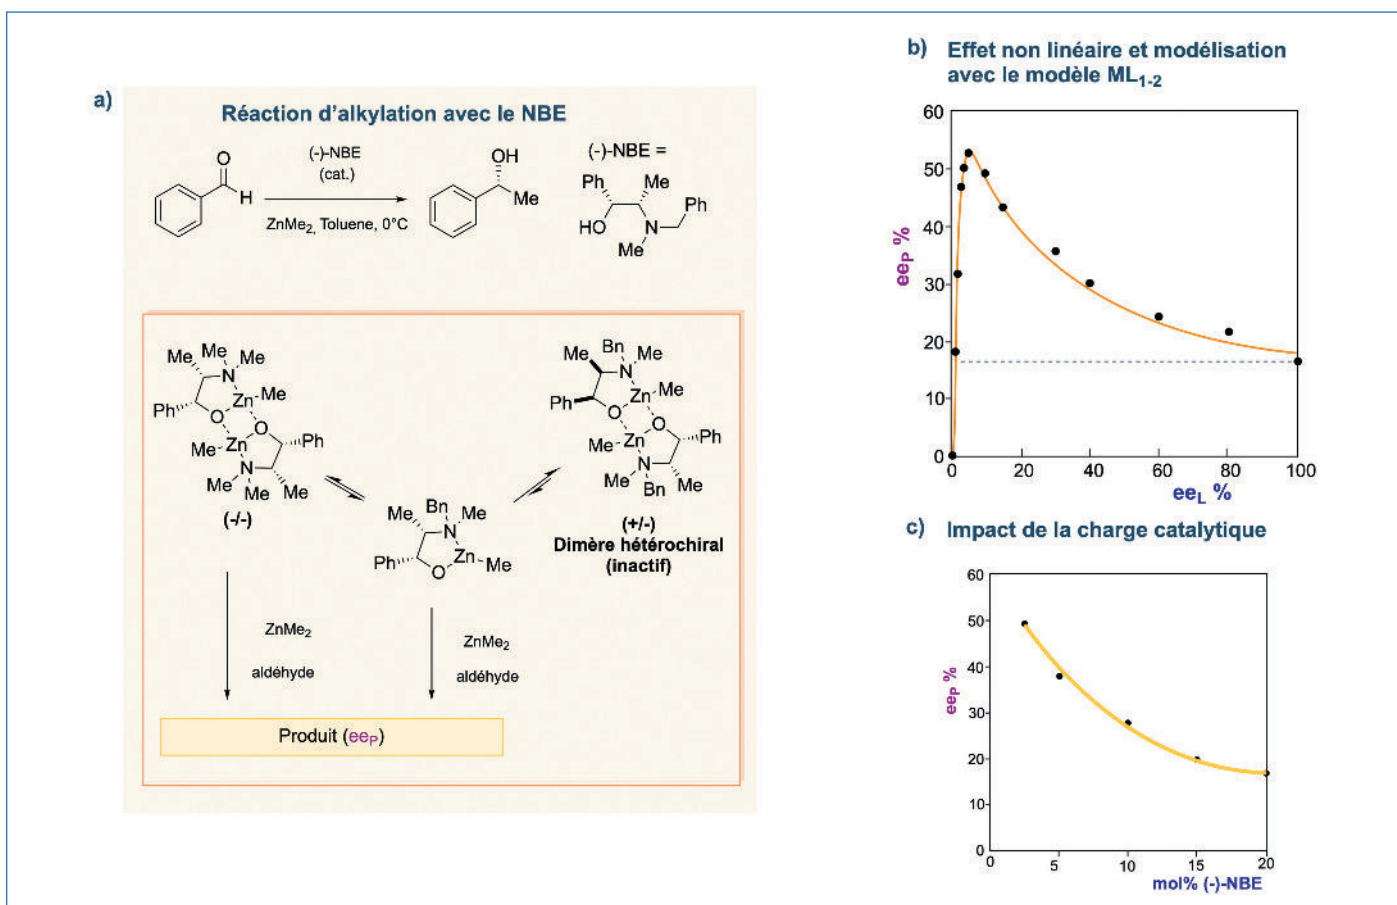 a)
Réaction d'alkylation avec le NBE
O
H
(-)-NBE
(cat.)
ZnMe2, Toluene, 0°C
OH
Me
(-)-NBE =
Ph
Me
HO
N
Ph
Me
Me
Me
N
Me
Zn
Me
Ph
O
O
Me
Zn
Ph
N
Me
Me
Me
(-/-)
Bn
Me
N
Me
Ph
Zn
O
Me
Bn
Me
Me
N
Zn
Me
Ph
O
O
Me
Zn
Ph
N
Me
Bn
Me
(+/-)
Dimère hétérochiral
(inactif)
ZnMe2
aldéhyde
ZnMe2
aldéhyde
Produit (eeP)
b) Effet non linéaire et modélisation
avec le modèle ML1-2
60
50
40
30
20
10
0
eeP %
0 20 40 60 80 100
eeL %
c) Impact de la charge catalytique
60
50
40
30
20
10
0
eeP %
0 5 10 15 20
mol% (-)-NBE